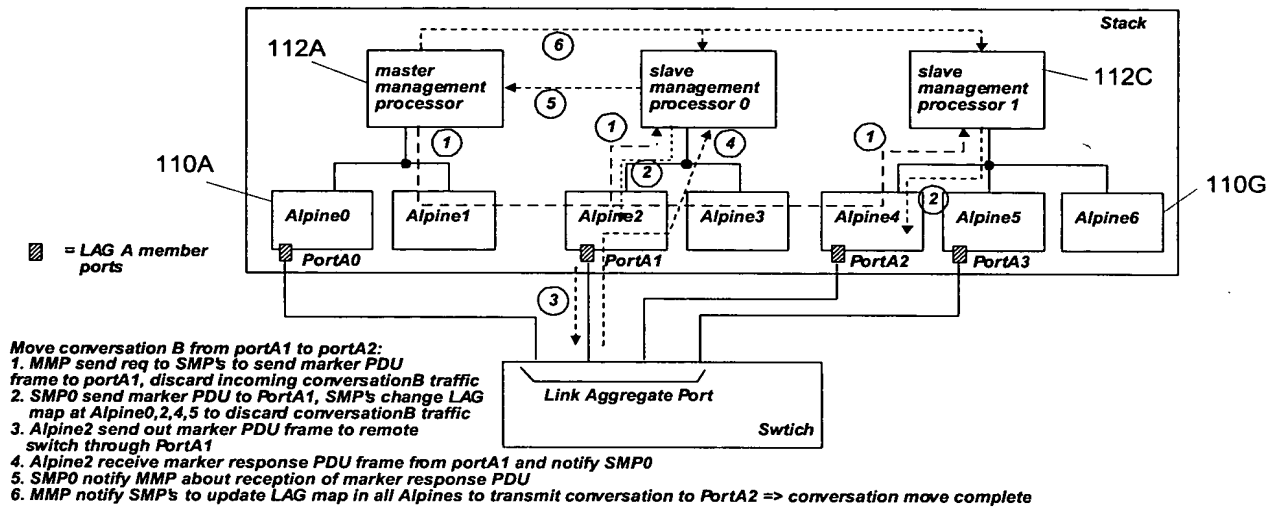 Stack
112A
6
master
management
processor
slave
management
processor 0
slave
management
processor 1
112C
5
1
1
4
1
2
2
110A
110G
Alpine0
Alpine1
Alpine2
Alpine3
Alpine4
Alpine5
Alpine6
= LAG A member
ports
PortA0
PortA1
PortA2
PortA3
3
Link Aggregate Port
Swtich
Move conversation B from portA1 to portA2:
1. MMP send req to SMP's to send marker PDU
frame to portA1, discard incoming conversationB traffic
2. SMP0 send marker PDU to PortA1, SMP's change LAG
map at Alpine0,2,4,5 to discard conversationB traffic
3. Alpine2 send out marker PDU frame to remote
switch through PortA1
4. Alpine2 receive marker response PDU frame from portA1 and notify SMP0
5. SMP0 notify MMP about reception of marker response PDU
6. MMP notify SMP's to update LAG map in all Alpines to transmit conversation to PortA2 => conversation move complete